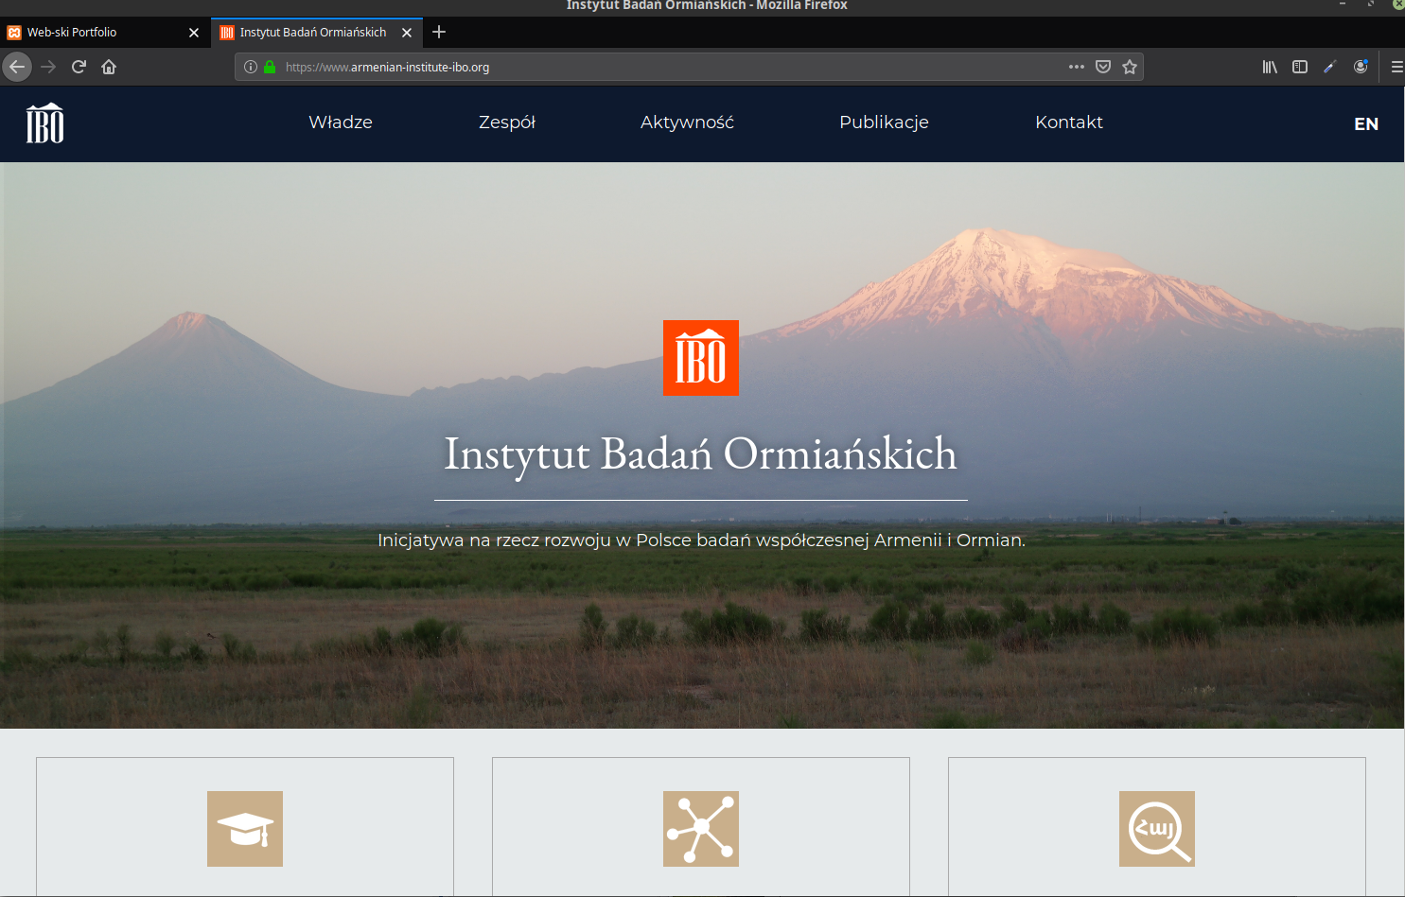 Instytut Badań Ormiańskich - Mozilla Firefox
Web-ski Portfolio
Instytut Badań Ormiańskich
https://www.armenian-institute-ibo.org
IBO
Władze
Zespół
Aktywność
Publikacje
Kontakt
EN
IBO
Instytut Badań Ormiańskich
Inicjatywa na rzecz rozwoju w Polsce badań współczesnej Armenii i Ormian.
Հայ